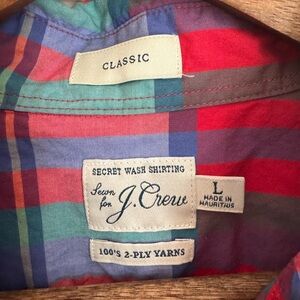 CLASSIC
SECRET WASH SHIRTING
Sewn
for J.Crew
L
MADE IN
MAURITIUS
100'S 2-PLY YARNS